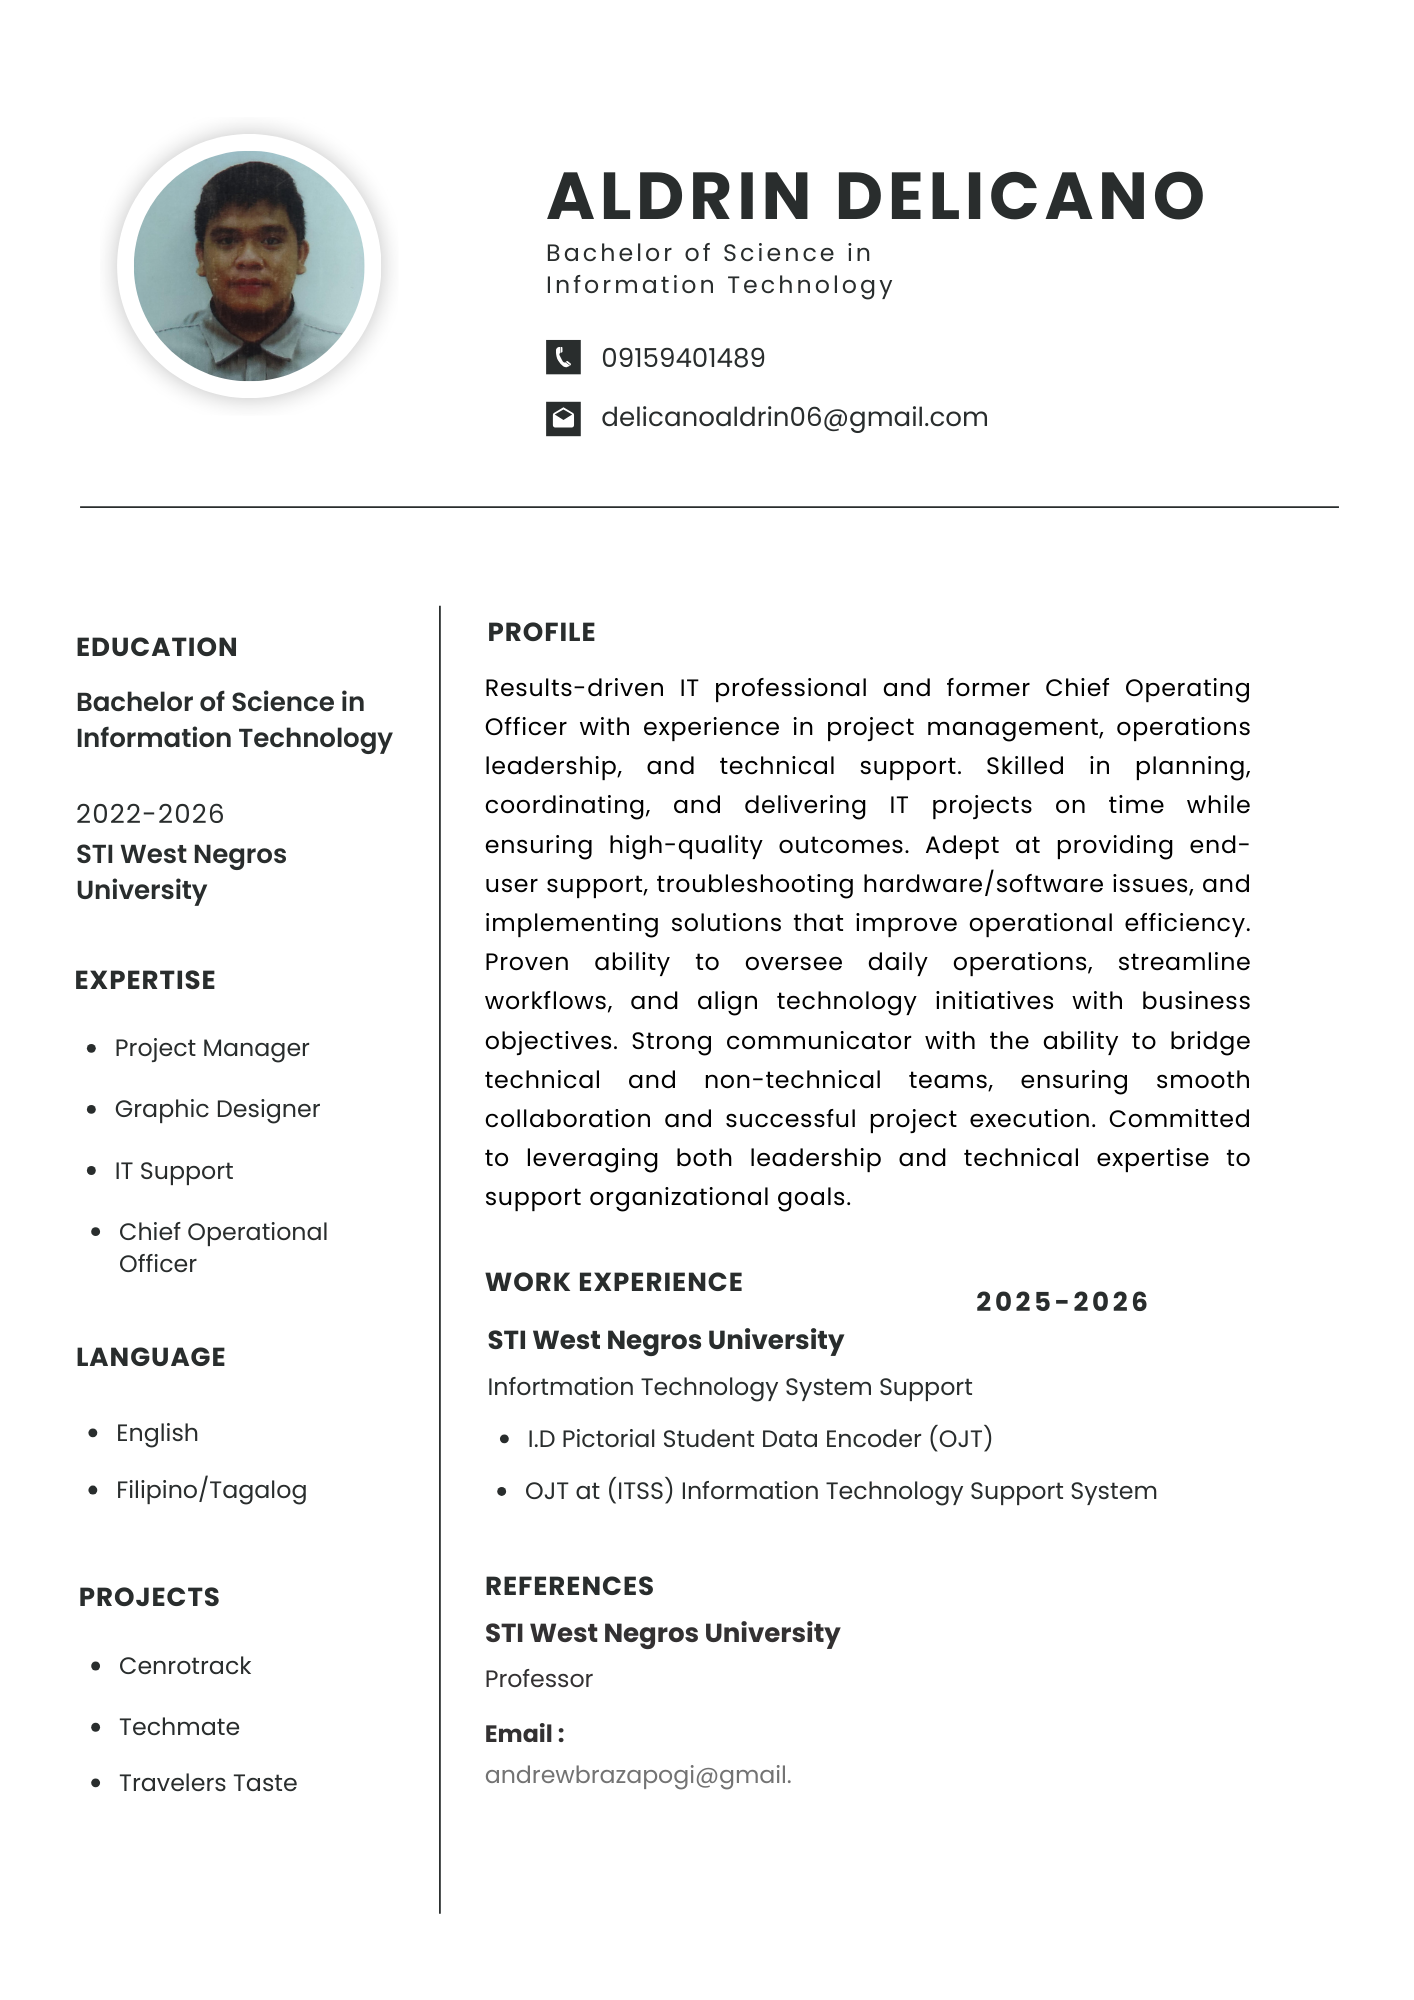 ALDRIN DELICANO
Bachelor of Science in
Information Technology
09159401489
delicanoaldrin06@gmail.com
EDUCATION
Bachelor of Science in
Information Technology
2022-2026
STI West Negros
University
EXPERTISE
Project Manager
Graphic Designer
IT Support
Chief Operational
Officer
LANGUAGE
English
Filipino/Tagalog
PROJECTS
Cenrotrack
Techmate
Travelers Taste
PROFILE
Results-driven IT professional and former Chief Operating
Officer with experience in project management, operations
leadership, and technical support. Skilled in planning,
coordinating, and delivering IT projects on time while
ensuring high-quality outcomes. Adept at providing end-
user support, troubleshooting hardware/software issues, and
implementing solutions that improve operational efficiency.
Proven ability to oversee daily operations, streamline
workflows, and align technology initiatives with business
objectives. Strong communicator with the ability to bridge
technical and non-technical teams, ensuring smooth
collaboration and successful project execution. Committed
to leveraging both leadership and technical expertise to
support organizational goals.
WORK EXPERIENCE
2025-2026
STI West Negros University
Infortmation Technology System Support
I.D Pictorial Student Data Encoder (OJT)
OJT at (ITSS) Information Technology Support System
REFERENCES
STI West Negros University
Professor
Email :
andrewbrazapogi@gmail.